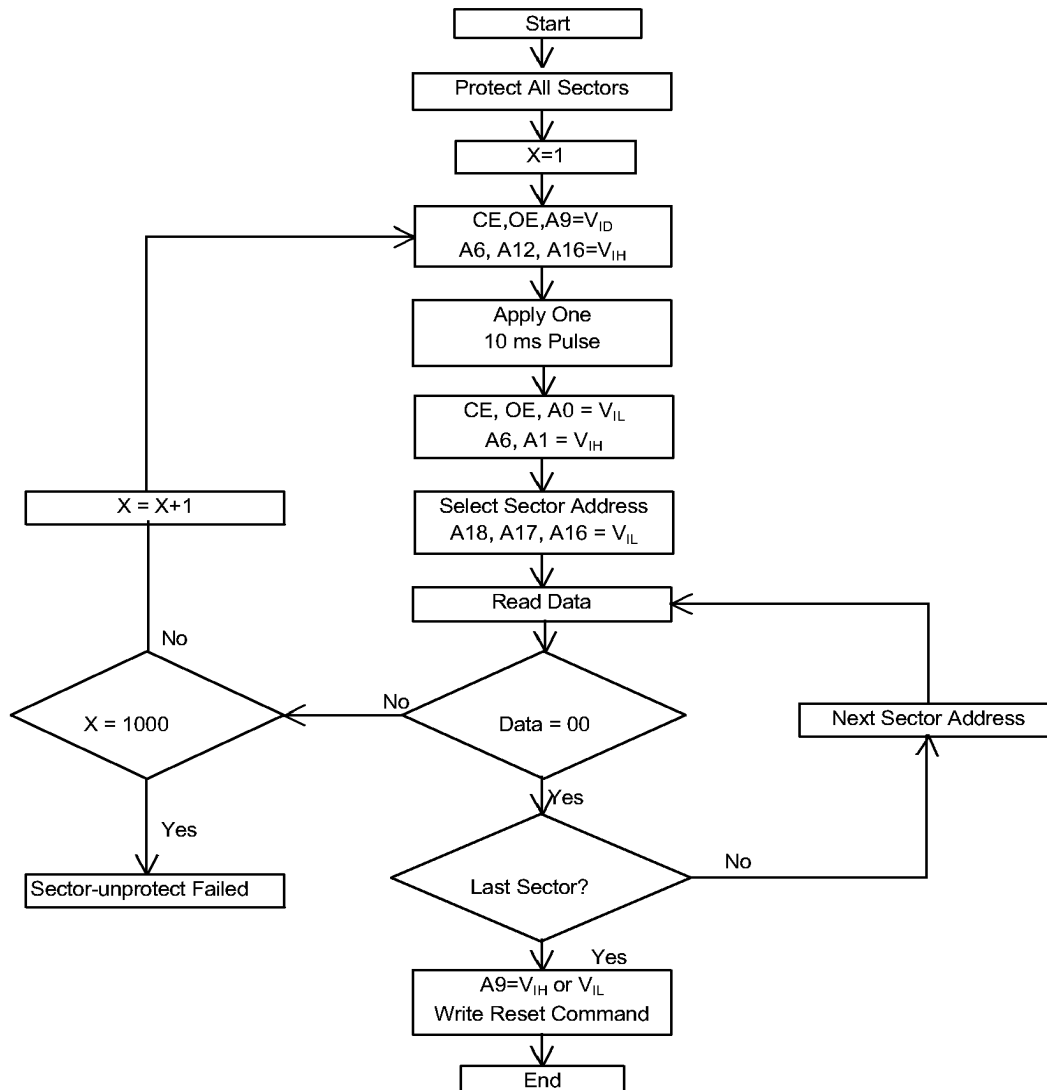 Start
Protect All Sectors
X=1
CE,OE,A9=VID
A6, A12, A16=VIH
Apply One
10 ms Pulse
CE, OE, A0 = VIL
A6, A1 = VIH
X = X+1
Select Sector Address
A18, A17, A16 = VIL
Read Data
No
No
X = 1000
Data = 00
Next Sector Address
Yes
Yes
No
Sector-unprotect Failed
Last Sector?
Yes
A9=VIH or VIL
Write Reset Command
End